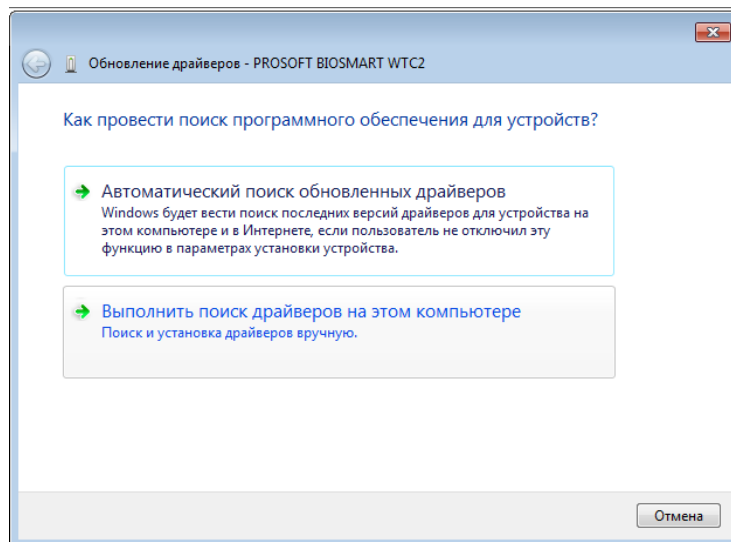 Обновление драйверов - PROSOFT BIOSMART WTC2
Как провести поиск программного обеспечения для устройств?
Автоматический поиск обновленных драйверов
Windows будет вести поиск последних версий драйверов для устройства на
этом компьютере и в Интернете, если пользователь не отключил эту
функцию в параметрах установки устройства.
Выполнить поиск драйверов на этом компьютере
Поиск и установка драйверов вручную.
Отмена